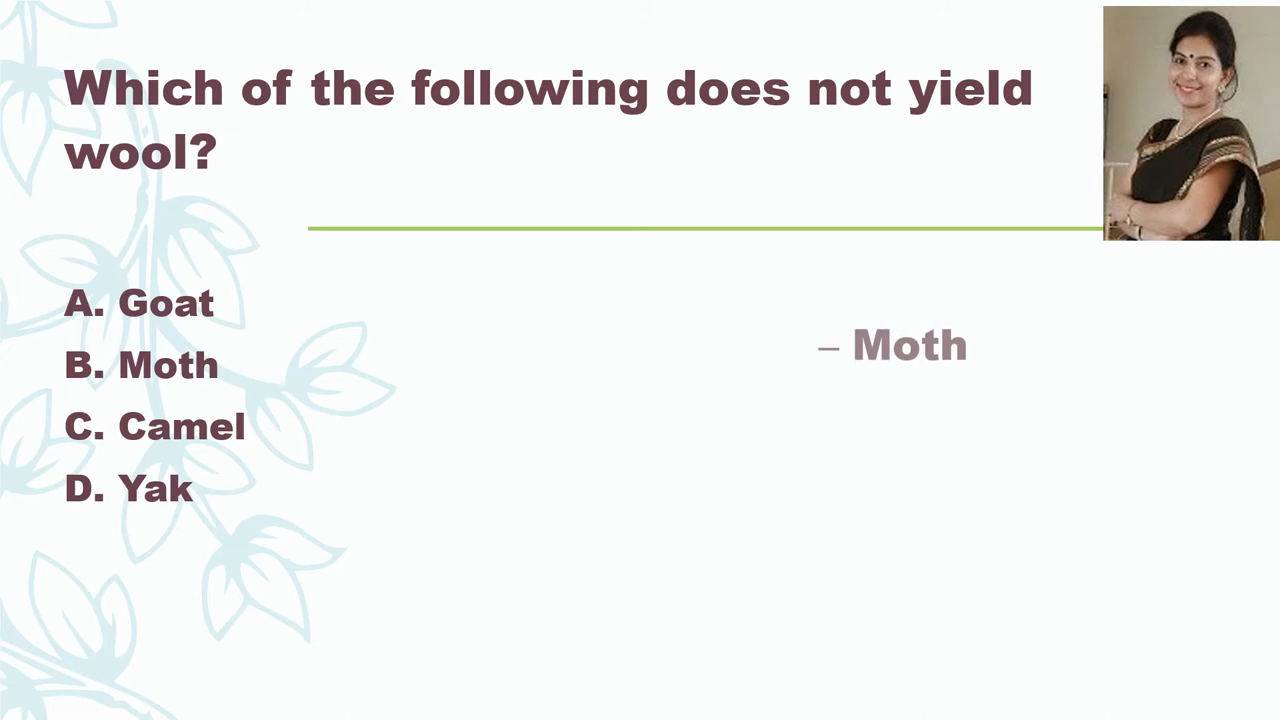 Which of the following does not yield
wool?
A. Goat
B. Moth
C. Camel
D. Yak
– Moth